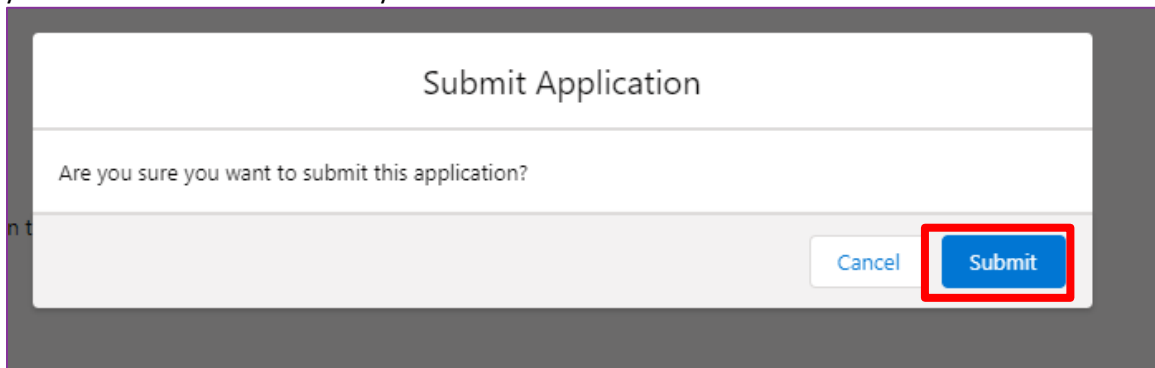 Submit Application
Are you sure you want to submit this application?
n t
Cancel
Submit